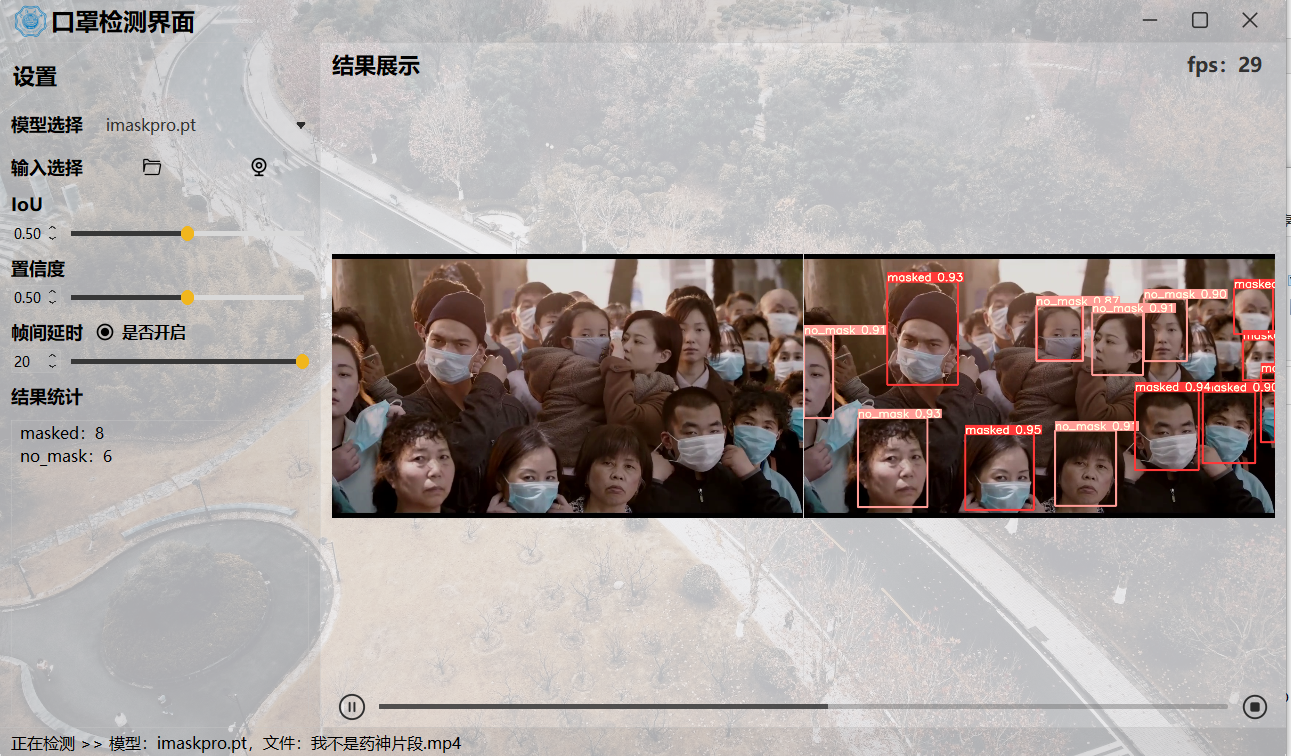 口罩检测界面
设置
模型选择 imaskpro.pt
输入选择
IoU
0.50
置信度
0.50
帧间延时 是否开启
20
结果统计
masked: 8
no_mask: 6
结果展示
fps: 29
masked 0.93
no_mask 0.87
no_mask 0.90
no_mask 0.91
masked
no_mask 0.91
mask
masked 0.94
masked 0.90
no_mask 0.93
masked 0.95
no_mask 0.91
正在检测 >> 模型：imaskpro.pt，文件：我不是药神片段.mp4